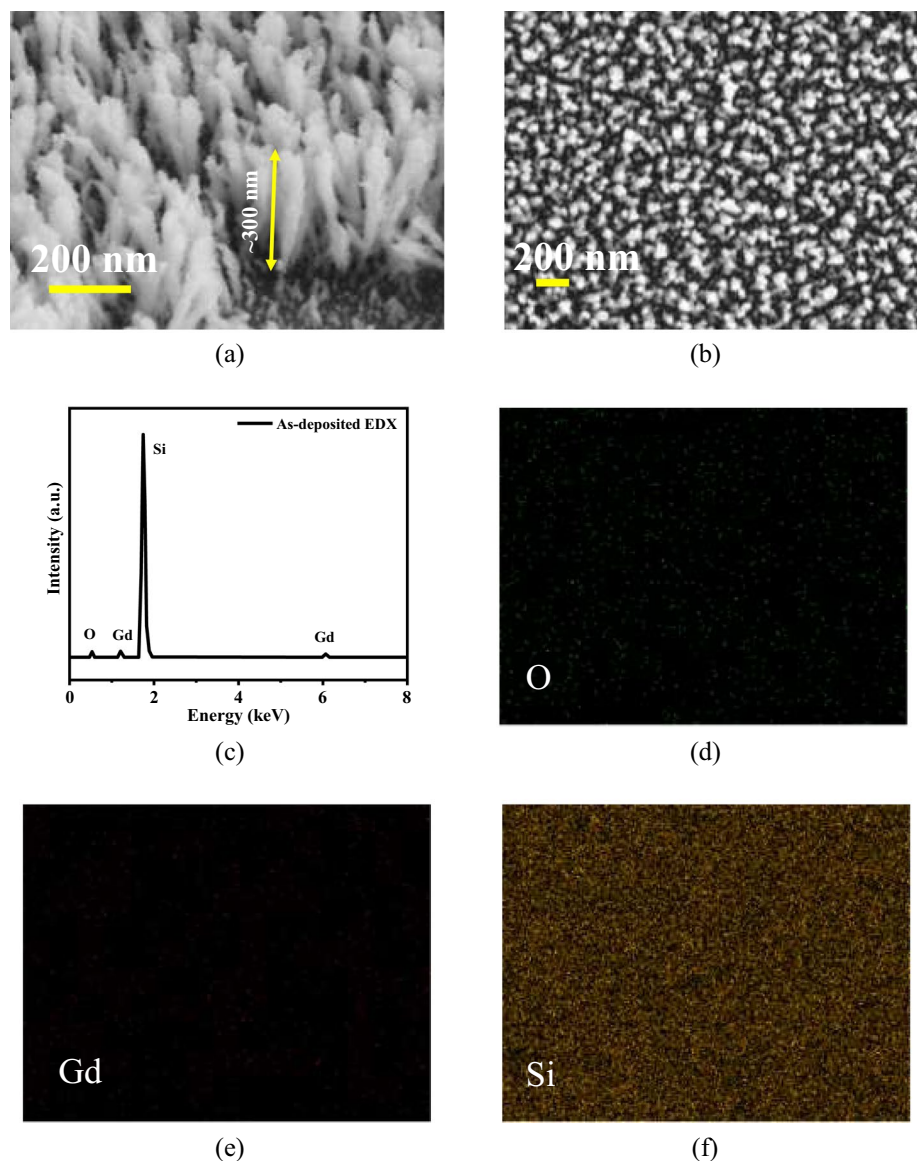 ~300 nm
200 nm
(a)
200 nm
(b)
As-deposited EDX
Si
O
Gd
Gd
Intensity (a.u.)
0
2
4
6
8
Energy (keV)
(c)
O
(d)
Gd
(e)
Si
(f)